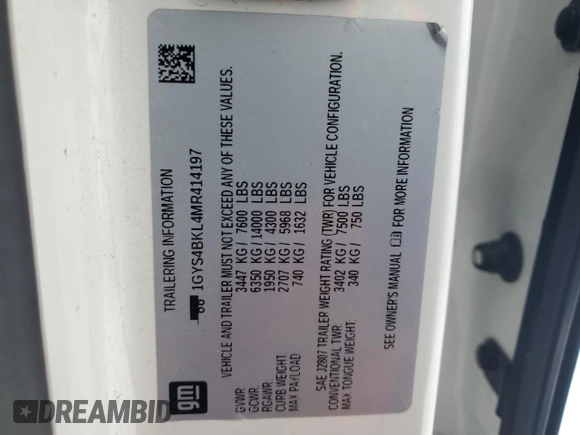 TRAILERING INFORMATION
66 1GYS4BKL4MR414197
VEHICLE AND TRAILER MUST NOT EXCEED ANY OF THESE VALUES.
GVWR 3447 KG / 7600 LBS
GCWR: 6350 KG / 14000 LBS
RGAWR: 1950 KG / 4300 LBS
CURB WEIGHT: 2707 KG / 5968 LBS
MAX PAYLOAD: 740 KG / 1632 LBS
SAE J2807 TRAILER WEIGHT RATING (TWR) FOR VEHICLE CONFIGURATION.
CONVENTIONAL TWR: 3402 KG / 7500 LBS
MAX TONGUE WEIGHT: 340 KG / 750 LBS
SEE OWNER'S MANUAL FOR MORE INFORMATION
gm
DREAMBID